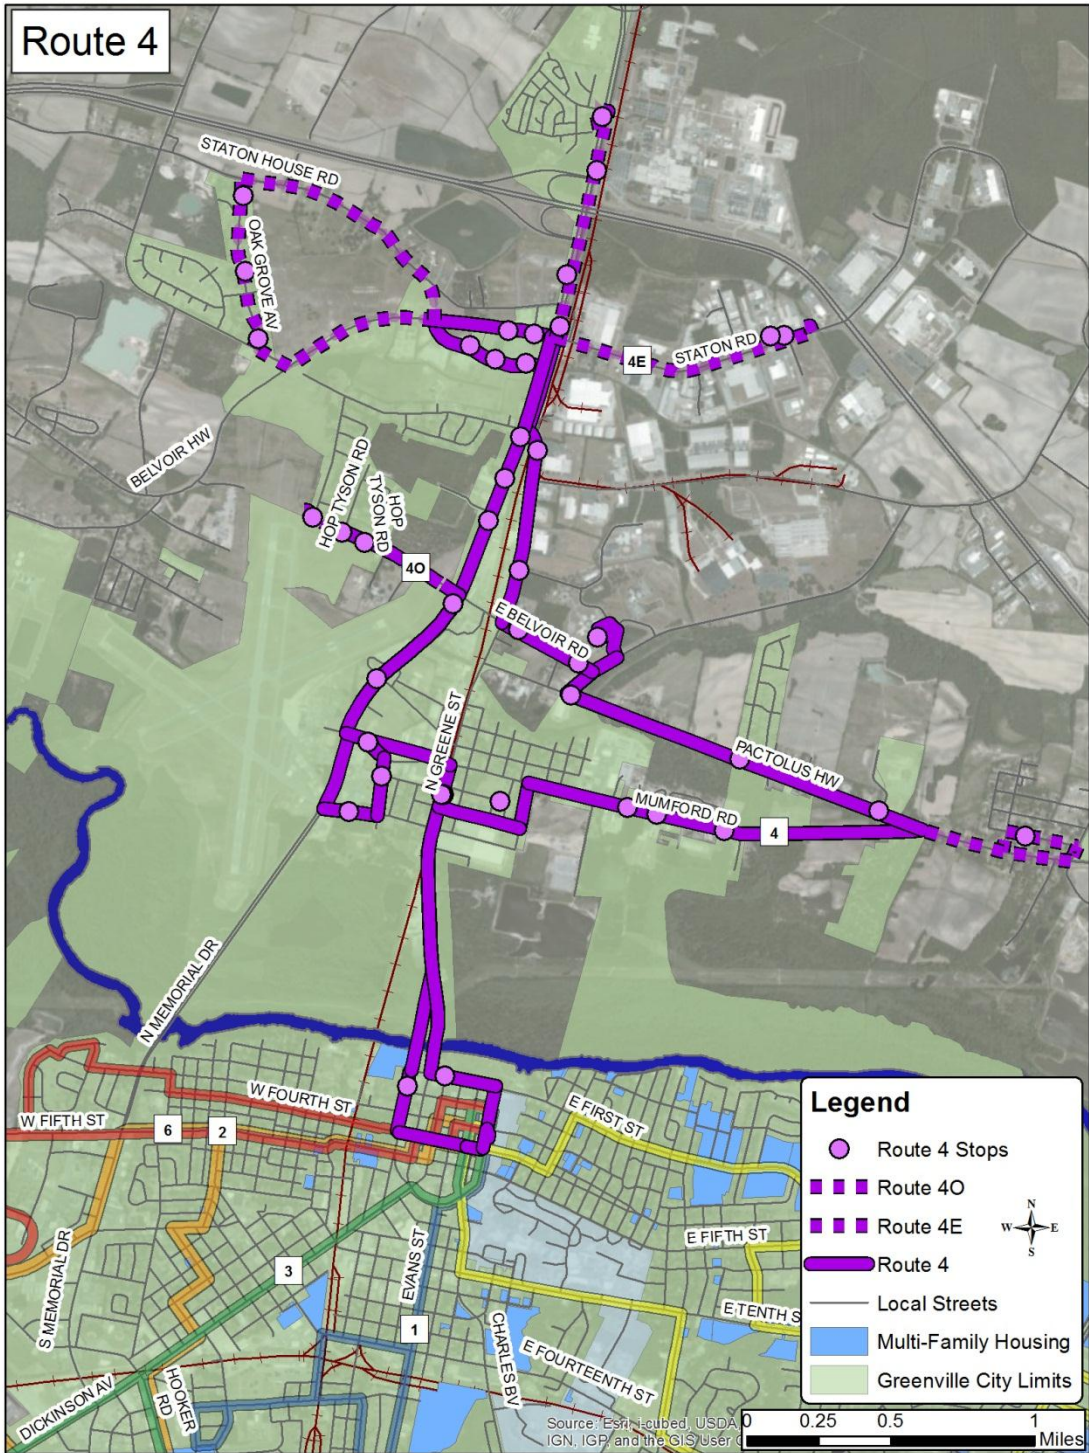 Route 4
STATON HOUSE RD
OAK GROVE AV
STATON RD
4E
BELVOIR HW
HOP TYSON RD
HOP
TYSON RD
4O
E BELVOIR RD
N GREENE ST
PACTOLUS HW
MUMFORD RD
4
N MEMORIAL DR
W FOURTH ST
W FIFTH ST
6
2
E FIRST ST
S MEMORIAL DR
3
EVANS ST
E FIFTH ST
1
E TENTH S
CHARLES BV
E FOURTEENTH ST
DICKINSON AV
HOOKER
RD
Legend
Route 4 Stops
Route 4O
Route 4E
N
W
E
S
Route 4
Local Streets
Multi-Family Housing
Greenville City Limits
Source: Esri, i-cubed, USDA
IGN, IGP, and the GIS User C
0 0.25 0.5 1
Miles